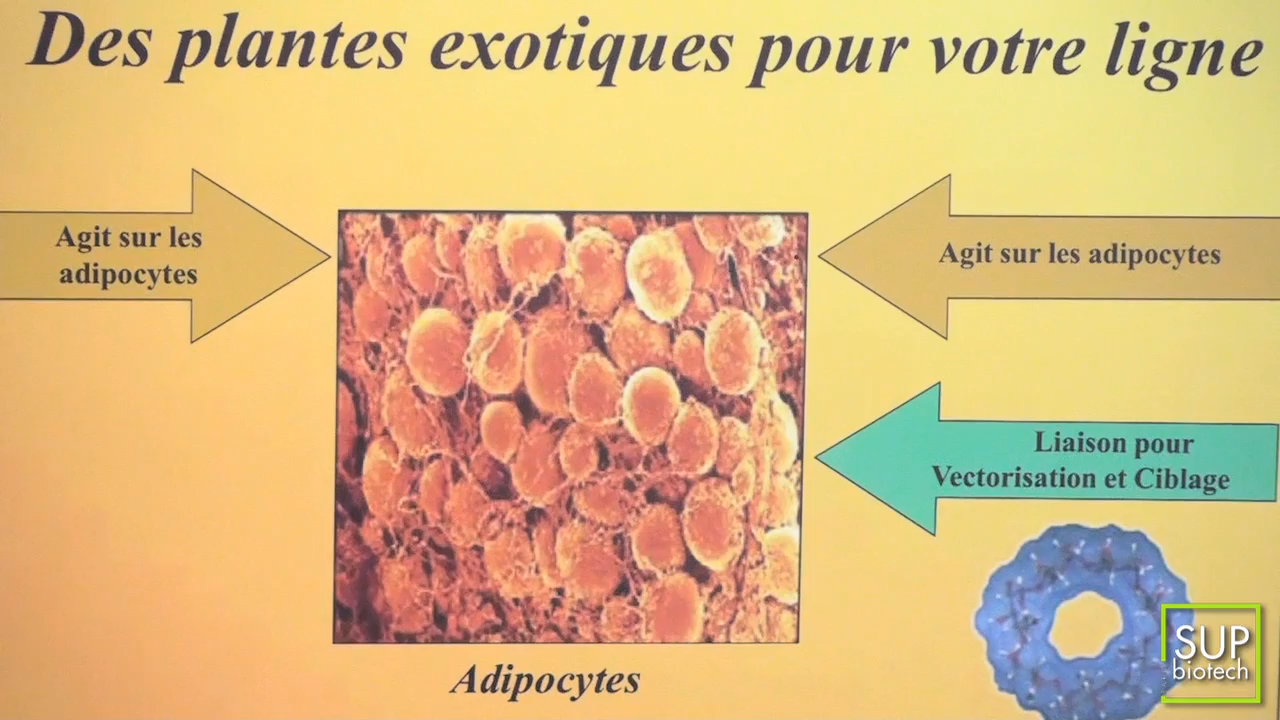 Des plantes exotiques pour votre ligne
Agit sur les
adipocytes
Agit sur les adipocytes
Liaison pour
Vectorisation et Ciblage
Adipocytes
SUP
biotech